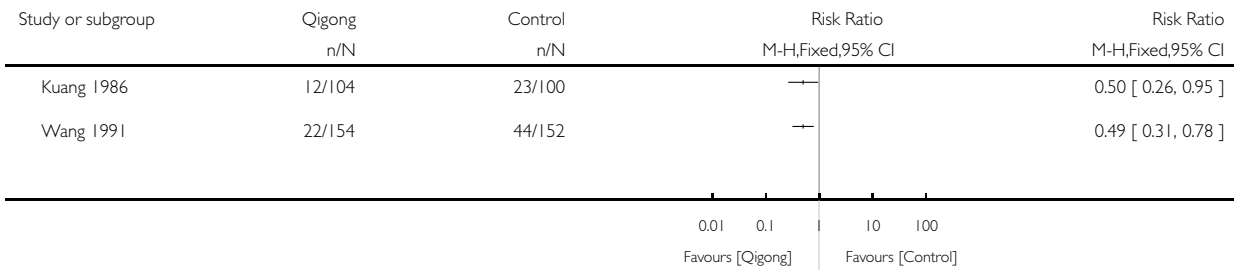 Study or subgroup Qigong Control Risk Ratio Risk Ratio
n/N n/N M-H,Fixed,95% CI M-H,Fixed,95% CI
Kuang 1986 12/104 23/100 0.50 [ 0.26, 0.95 ]
Wang 1991 22/154 44/152 0.49 [ 0.31, 0.78 ]
0.01 0.1 1 10 100
Favours [Qigong] Favours [Control]